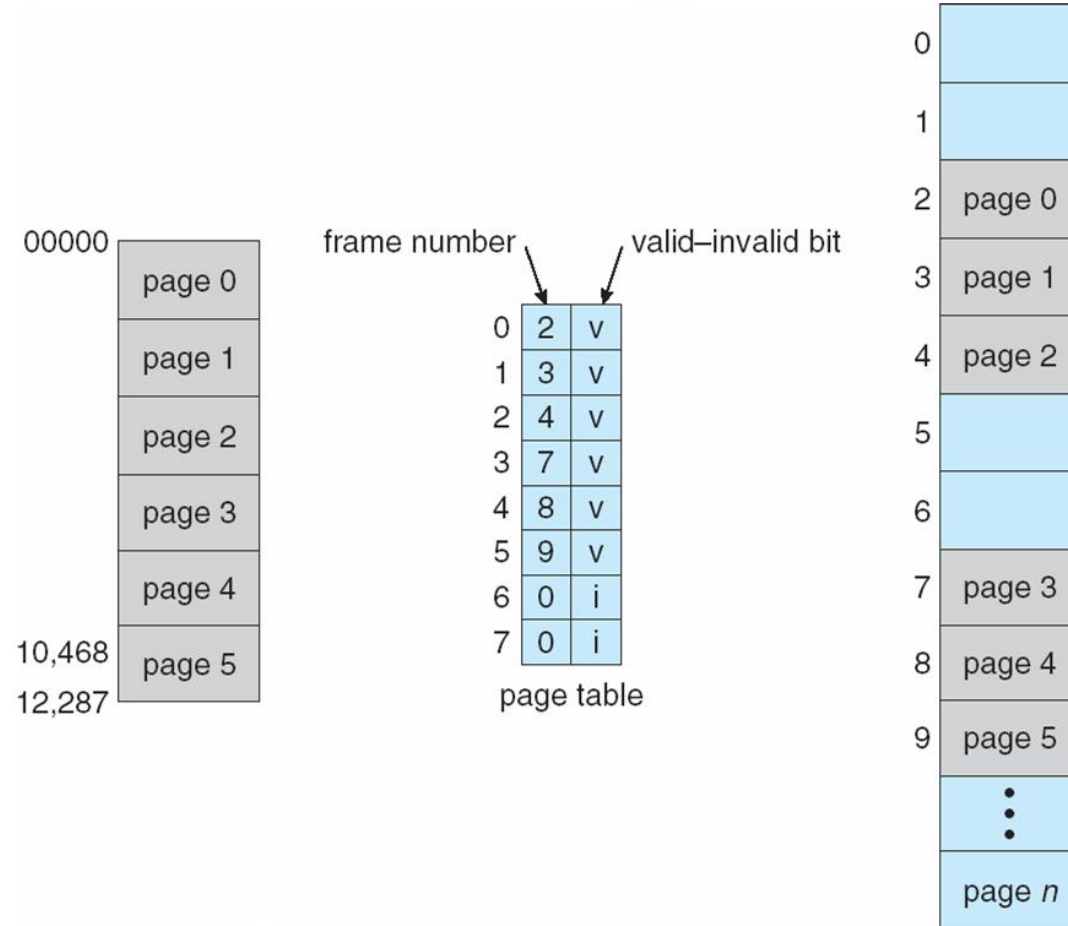 00000
page 0
page 1
page 2
page 3
page 4
10,468
page 5
12,287
frame number
valid–invalid bit
0 2 v
1 3 v
2 4 v
3 7 v
4 8 v
5 9 v
6 0 i
7 0 i
page table
0
1
2 page 0
3 page 1
4 page 2
5
6
7 page 3
8 page 4
9 page 5
page n